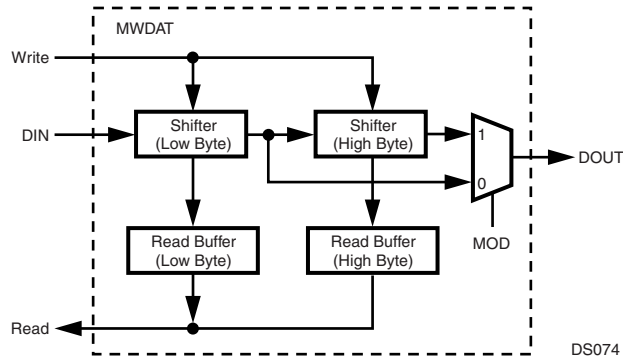 MWDAT
Write
DIN
Shifter
(Low Byte)
Shifter
(High Byte)
1
0
DOUT
MOD
Read Buffer
(Low Byte)
Read Buffer
(High Byte)
Read
DS074